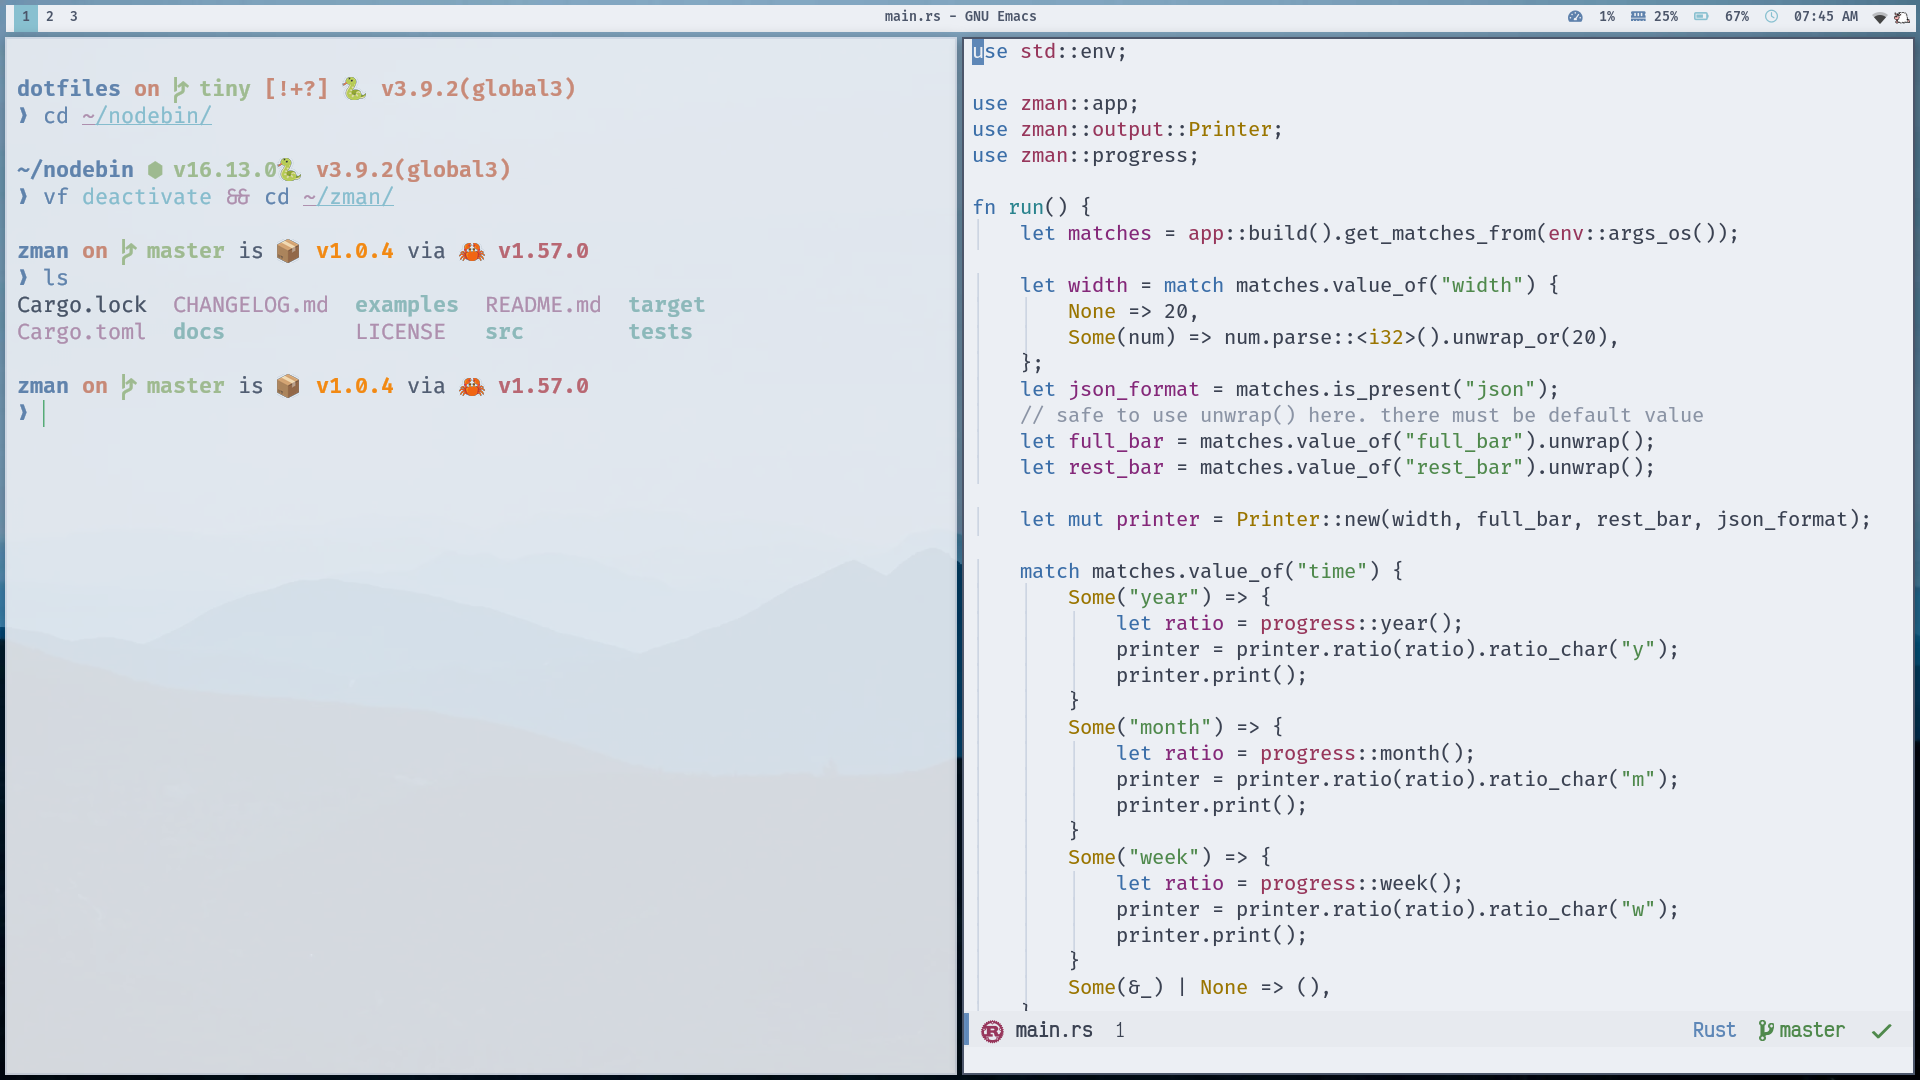 1 2 3
main.rs - GNU Emacs
1% 25% 67% 07:45 AM
dotfiles on tiny [!+?] 🐍 v3.9.2(global3)
❱ cd ~/nodebin/
~/nodebin ⬢ v16.13.0🐍 v3.9.2(global3)
❱ vf deactivate && cd ~/zman/
zman on master is 📦 v1.0.4 via 🦀 v1.57.0
❱ ls
Cargo.lock CHANGELOG.md examples README.md target
Cargo.toml docs LICENSE src tests
zman on master is 📦 v1.0.4 via 🦀 v1.57.0
❱
use std::env;
use zman::app;
use zman::output::Printer;
use zman::progress;
fn run() {
    let matches = app::build().get_matches_from(env::args_os());
    let width = match matches.value_of("width") {
        None => 20,
        Some(num) => num.parse::<i32>().unwrap_or(20),
    };
    let json_format = matches.is_present("json");
    // safe to use unwrap() here. there must be default value
    let full_bar = matches.value_of("full_bar").unwrap();
    let rest_bar = matches.value_of("rest_bar").unwrap();
    let mut printer = Printer::new(width, full_bar, rest_bar, json_format);
    match matches.value_of("time") {
        Some("year") => {
            let ratio = progress::year();
            printer = printer.ratio(ratio).ratio_char("y");
            printer.print();
        }
        Some("month") => {
            let ratio = progress::month();
            printer = printer.ratio(ratio).ratio_char("m");
            printer.print();
        }
        Some("week") => {
            let ratio = progress::week();
            printer = printer.ratio(ratio).ratio_char("w");
            printer.print();
        }
        Some(&_) | None => (),
    }
main.rs 1 Rust master ✓